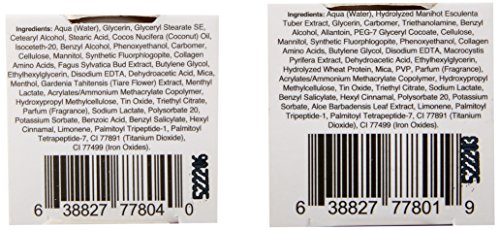 Ingredients: Aqua (Water), Glycerin, Glyceryl Stearate SE,
Cetearyl Alcohol, Stearic Acid, Cocos Nucifera (Coconut) Oil,
Isoceteth-20, Benzyl Alcohol, Phenoxyethanol, Carbomer,
Cellulose, Mannitol, Synthetic Fluorphlogopite, Collagen
Amino Acids, Fagus Sylvatica Bud Extract, Butylene Glycol,
Ethylhexylglycerin, Disodium EDTA, Dehydroacetic Acid, Mica,
Menthol, Gardenia Tahitensis (Tiare Flower) Extract, Menthyl
Lactate, Acrylates/Ammonium Methacrylate Copolymer,
Hydroxypropyl Methylcellulose, Tin Oxide, Triethyl Citrate,
Parfum (Fragrance), Sodium Lactate, Polysorbate 20,
Potassium Sorbate, Benzoic Acid, Benzyl Salicylate, Hexyl
Cinnamal, Limonene, Palmitoyl Tripeptide-1, Palmitoyl
Tetrapeptide-7, CI 77891 (Titanium Dioxide),
CI 77499 (Iron Oxides).
522206
6 38827 77804 0
Ingredients: Aqua (Water), Hydrolyzed Manihot Esculenta
Tuber Extract, Glycerin, Carbomer, Triethanolamine, Benzyl
Alcohol, Allantoin, PEG-7 Glyceryl Cocoate, Cellulose,
Mannitol, Synthetic Fluorphlogopite, Phenoxyethanol, Collagen
Amino Acids, Butylene Glycol, Disodium EDTA, Macrocystis
Pyrifera Extract, Dehydroacetic Acid, Ethylhexylglycerin,
Hydrolyzed Wheat Protein, Mica, PVP, Parfum (Fragrance),
Acrylates/Ammonium Methacrylate Copolymer, Hydroxypropyl
Methylcellulose, Tin Oxide, Triethyl Citrate, Sodium Lactate,
Benzyl Salicylate, Hexyl Cinnamal, Polysorbate 20, Potassium
Sorbate, Aloe Barbadensis Leaf Extract, Limonene, Palmitoyl
Tripeptide-1, Palmitoyl Tetrapeptide-7, CI 77891 (Titanium
Dioxide), CI 77499 (Iron Oxides).
522203
6 38827 77801 9